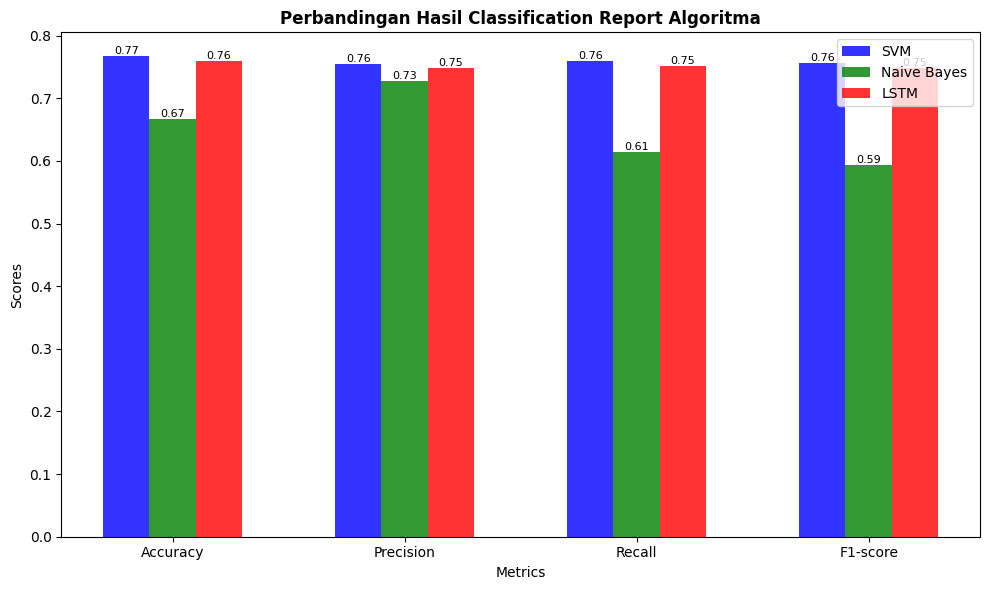 Perbandingan Hasil Classification Report Algoritma
0.8
0.7
0.6
0.5
0.4
0.3
0.2
0.1
0.0
Scores
0.77
0.67
0.76
0.76
0.73
0.75
0.76
0.61
0.75
0.76
0.59
0.75
SVM
Naive Bayes
LSTM
Accuracy
Precision
Recall
F1-score
Metrics